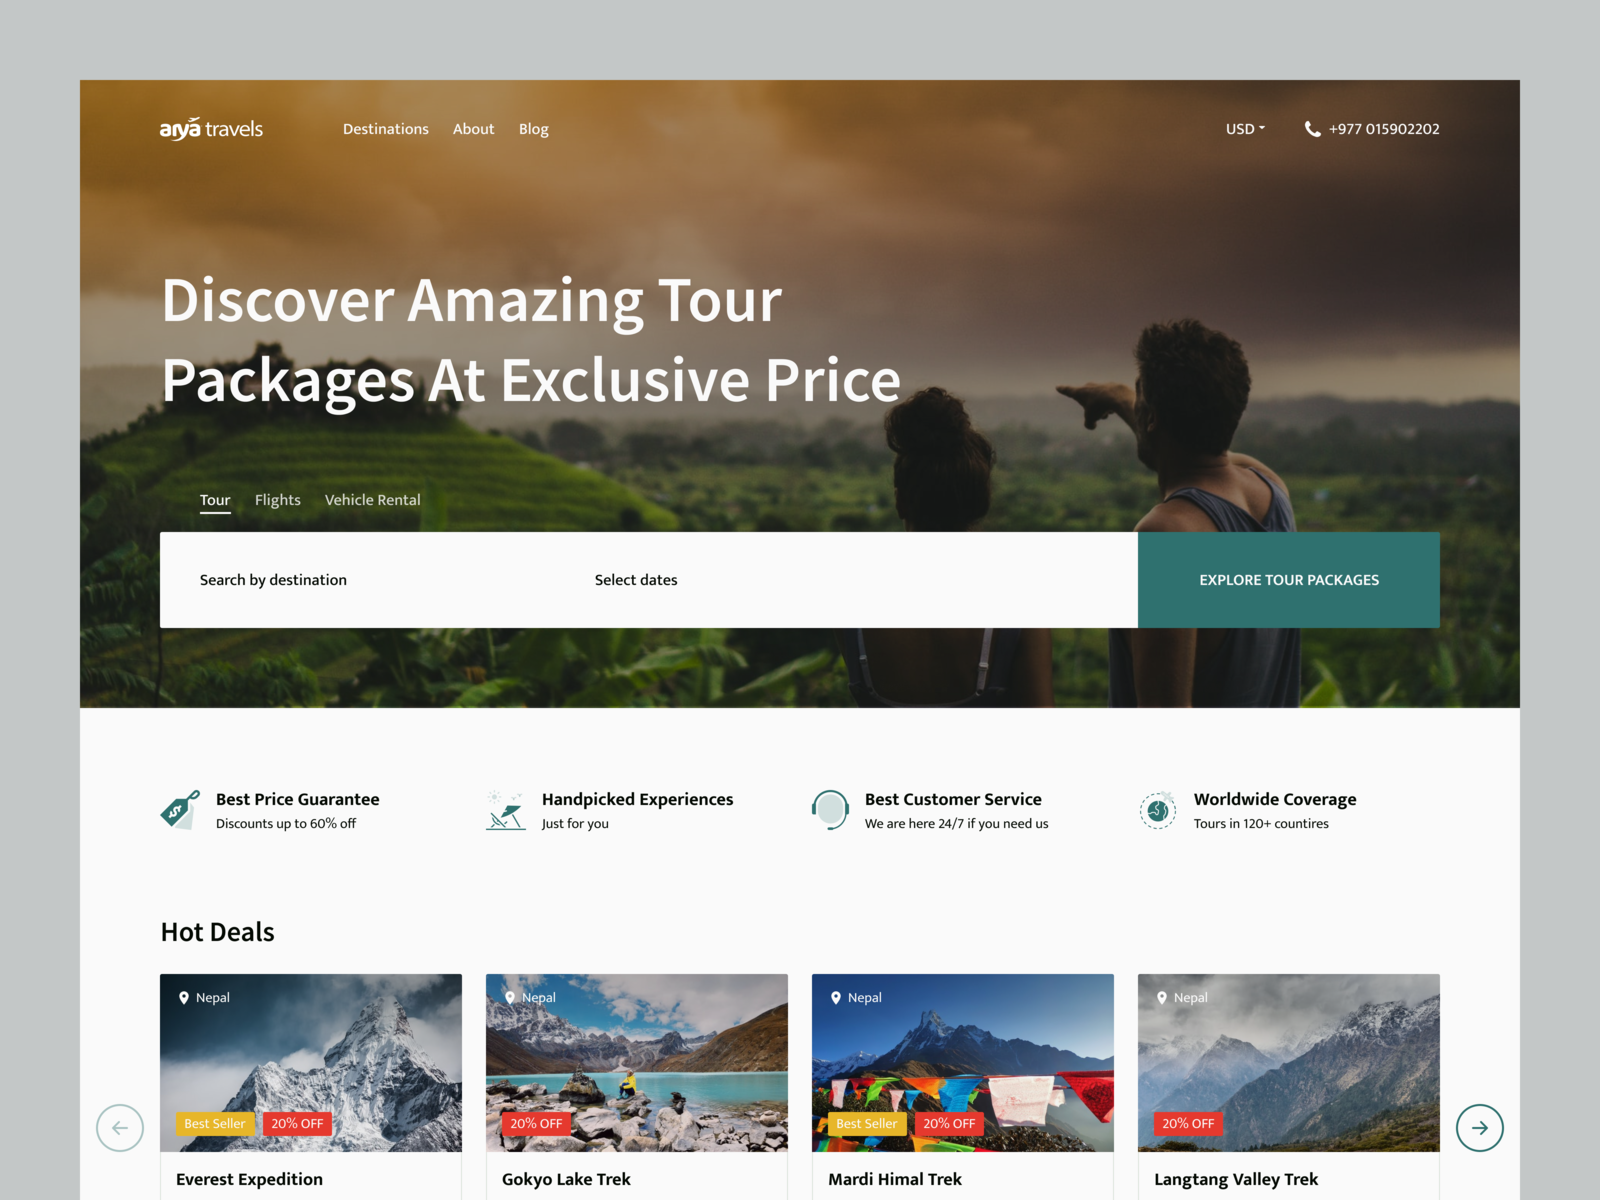 arya travels
Destinations
About
Blog
USD
+977 015902202
Discover Amazing Tour
Packages At Exclusive Price
Tour
Flights
Vehicle Rental
Search by destination
Select dates
EXPLORE TOUR PACKAGES
Best Price Guarantee
Discounts up to 60% off
Handpicked Experiences
Just for you
Best Customer Service
We are here 24/7 if you need us
Worldwide Coverage
Tours in 120+ countires
Hot Deals
Nepal
Best Seller
20% OFF
Everest Expedition
Nepal
20% OFF
Gokyo Lake Trek
Nepal
Best Seller
20% OFF
Mardi Himal Trek
Nepal
20% OFF
Langtang Valley Trek